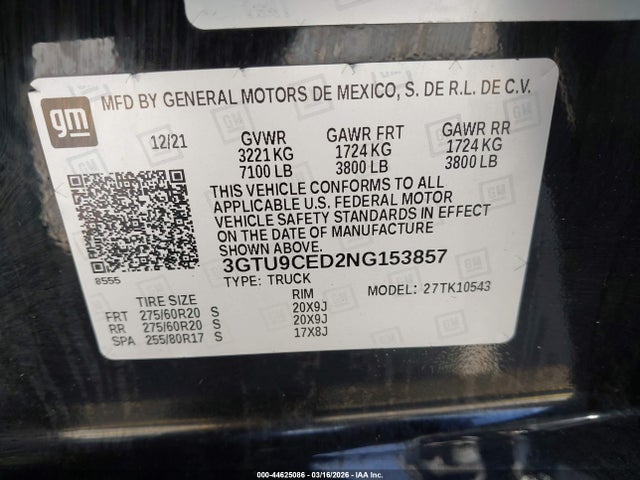 gm
MFD BY GENERAL MOTORS DE MEXICO, S. DE R.L. DE C.V.
12/21 GVWR GAWR FRT GAWR RR
3221 KG 1724 KG 1724 KG
7100 LB 3800 LB 3800 LB
THIS VEHICLE CONFORMS TO ALL
APPLICABLE U.S. FEDERAL MOTOR
VEHICLE SAFETY STANDARDS IN EFFECT
ON THE DATE OF MANUFACTURE
SHOWN ABOVE.
8555
3GTU9CED2NG153857
TYPE: TRUCK MODEL: 27TK10543
TIRE SIZE RIM
FRT 275/60R20 S 20X9J
RR 275/60R20 S 20X9J
SPA 255/80R17 S 17X8J
000-44625086 - 03/16/2026 - IAA Inc.